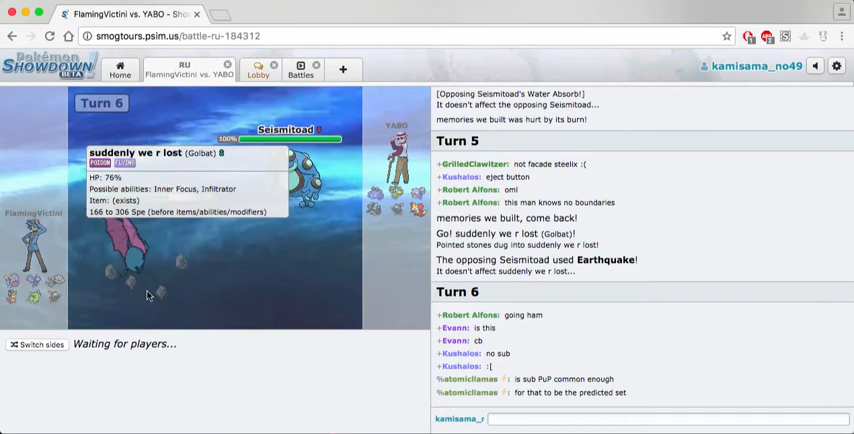 FlamingVictini vs. YABO - Sho
smogtours.psim.us/battle-ru-184312
Pokémon
SHOWDOWN
BETA
Home
RU
FlamingVictini vs. YABO
Lobby
Battles
kamisama_no49
Turn 6
Seismitoad
100%
YABO
suddenly we r lost (Golbat)
POISON FLYING
HP: 76%
Possible abilities: Inner Focus, Infiltrator
Item: (exists)
166 to 306 Spe (before items/abilities/modifiers)
FlamingVictini
Switch sides
Waiting for players...
[Opposing Seismitoad's Water Absorb!]
It doesn't affect the opposing Seismitoad...
memories we built was hurt by its burn!
Turn 5
+GrilledClawitzer: not facade steelix :(
+Kushalos: eject button
+Robert Alfons: oml
+Robert Alfons: this man knows no boundaries
memories we built, come back!
Go! suddenly we r lost (Golbat)!
Pointed stones dug into suddenly we r lost!
The opposing Seismitoad used Earthquake!
It doesn't affect suddenly we r lost...
Turn 6
+Robert Alfons: going ham
+Evann: is this
+Evann: cb
+Kushalos: no sub
+Kushalos: :[
%atomicllamas ⚡: is sub PuP common enough
%atomicllamas ⚡: for that to be the predicted set
kamisama_r